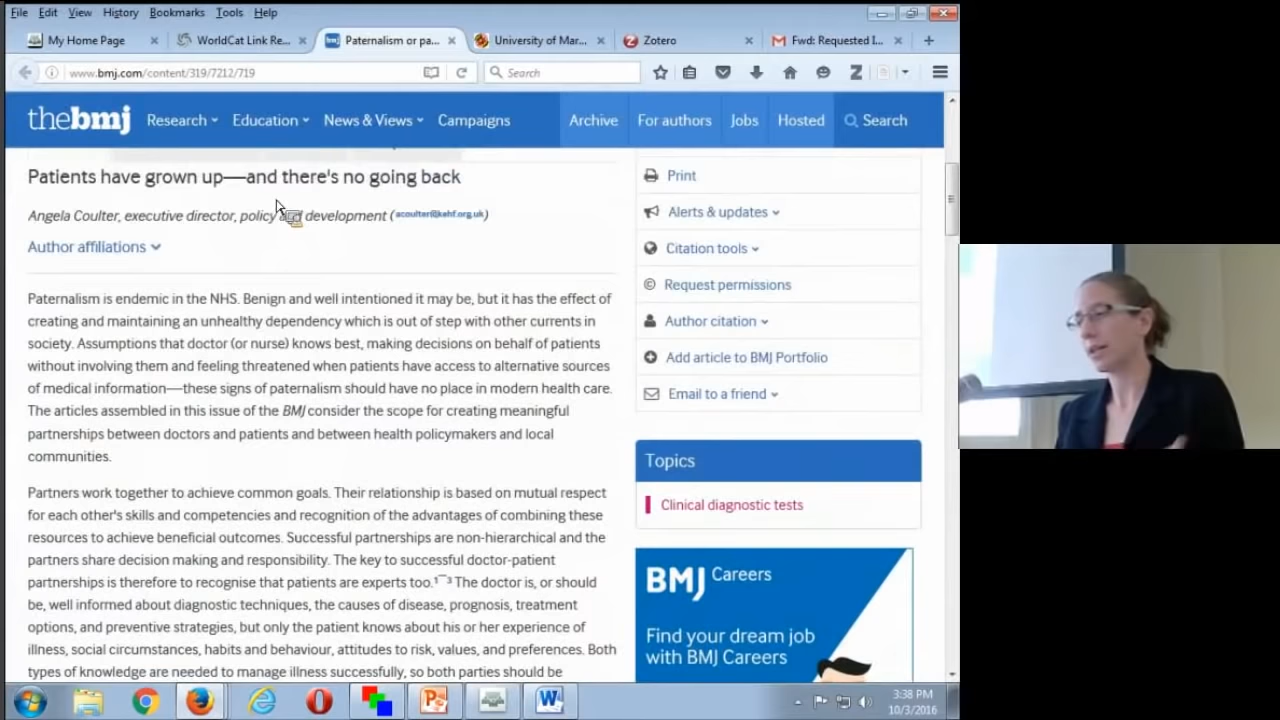 File Edit View History Bookmarks Tools Help
My Home Page
WorldCat Link Re...
Paternalism or pa...
University of Mar...
Zotero
Fwd: Requested I...
www.bmj.com/content/319/7212/719
Search
thebmj
Research
Education
News & Views
Campaigns
Archive
For authors
Jobs
Hosted
Search
Patients have grown up—and there's no going back
Angela Coulter, executive director, policy and development (acoulter@kehf.org.uk)
Author affiliations
Paternalism is endemic in the NHS. Benign and well intentioned it may be, but it has the effect of
creating and maintaining an unhealthy dependency which is out of step with other currents in
society. Assumptions that doctor (or nurse) knows best, making decisions on behalf of patients
without involving them and feeling threatened when patients have access to alternative sources
of medical information—these signs of paternalism should have no place in modern health care.
The articles assembled in this issue of the BMJ consider the scope for creating meaningful
partnerships between doctors and patients and between health policymakers and local
communities.
Partners work together to achieve common goals. Their relationship is based on mutual respect
for each other's skills and competencies and recognition of the advantages of combining these
resources to achieve beneficial outcomes. Successful partnerships are non-hierarchical and the
partners share decision making and responsibility. The key to successful doctor-patient
partnerships is therefore to recognise that patients are experts too.1–3 The doctor is, or should
be, well informed about diagnostic techniques, the causes of disease, prognosis, treatment
options, and preventive strategies, but only the patient knows about his or her experience of
illness, social circumstances, habits and behaviour, attitudes to risk, values, and preferences. Both
types of knowledge are needed to manage illness successfully, so both parties should be
Print
Alerts & updates
Citation tools
Request permissions
Author citation
Add article to BMJ Portfolio
Email to a friend
Topics
Clinical diagnostic tests
BMJ Careers
Find your dream job
with BMJ Careers
3:38 PM
10/3/2016